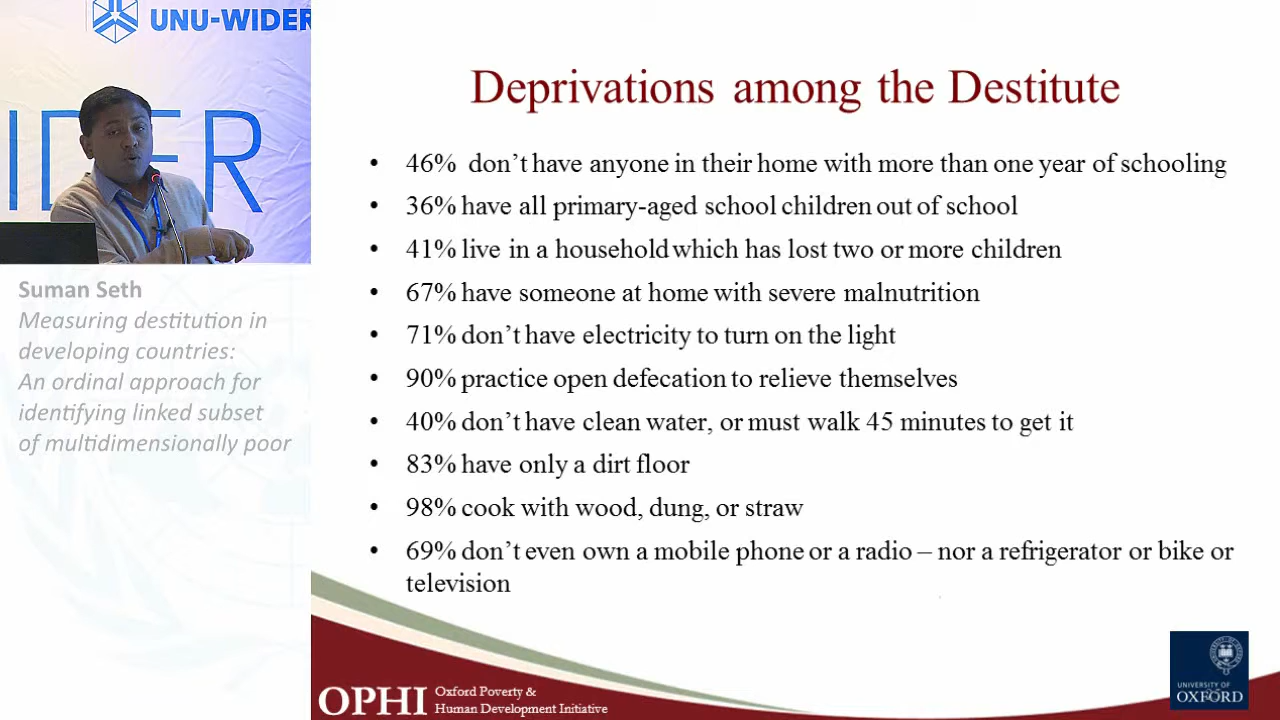 UNU-WIDER
IDER
Suman Seth
Measuring destitution in
developing countries:
An ordinal approach for
identifying linked subset
of multidimensionally poor
Deprivations among the Destitute
• 46% don't have anyone in their home with more than one year of schooling
• 36% have all primary-aged school children out of school
• 41% live in a household which has lost two or more children
• 67% have someone at home with severe malnutrition
• 71% don't have electricity to turn on the light
• 90% practice open defecation to relieve themselves
• 40% don't have clean water, or must walk 45 minutes to get it
• 83% have only a dirt floor
• 98% cook with wood, dung, or straw
• 69% don't even own a mobile phone or a radio – nor a refrigerator or bike or
television
OPHI
Oxford Poverty &
Human Development Initiative
UNIVERSITY OF
OXFORD